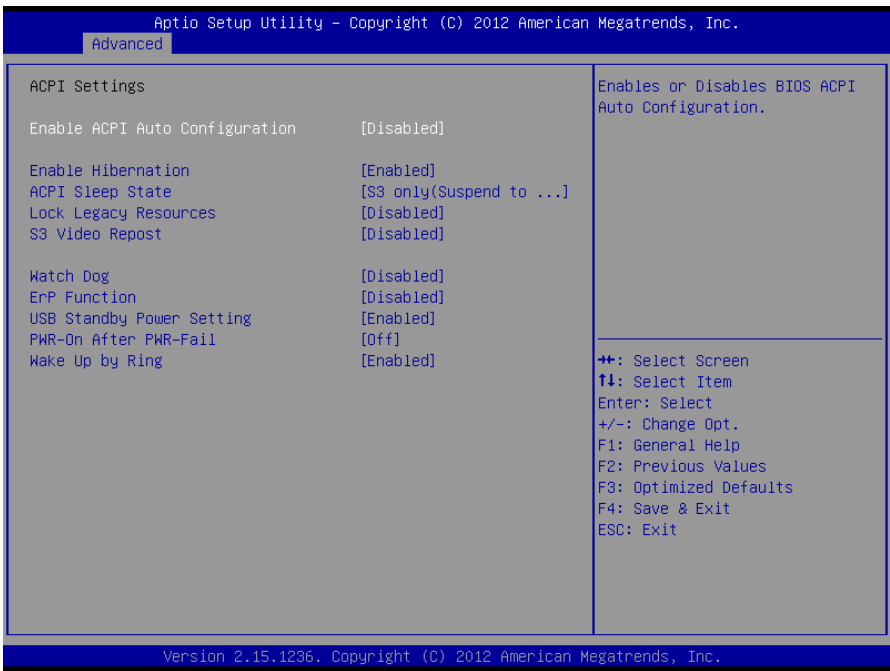 Aptio Setup Utility – Copyright (C) 2012 American Megatrends, Inc.
Advanced
ACPI Settings
Enable ACPI Auto Configuration [Disabled]
Enable Hibernation [Enabled]
ACPI Sleep State [S3 only(Suspend to ...]
Lock Legacy Resources [Disabled]
S3 Video Repost [Disabled]
Watch Dog [Disabled]
ErP Function [Disabled]
USB Standby Power Setting [Enabled]
PWR-On After PWR-Fail [Off]
Wake Up by Ring [Enabled]
Enables or Disables BIOS ACPI
Auto Configuration.
→←: Select Screen
↑↓: Select Item
Enter: Select
+/-: Change Opt.
F1: General Help
F2: Previous Values
F3: Optimized Defaults
F4: Save & Exit
ESC: Exit
Version 2.15.1236. Copyright (C) 2012 American Megatrends, Inc.